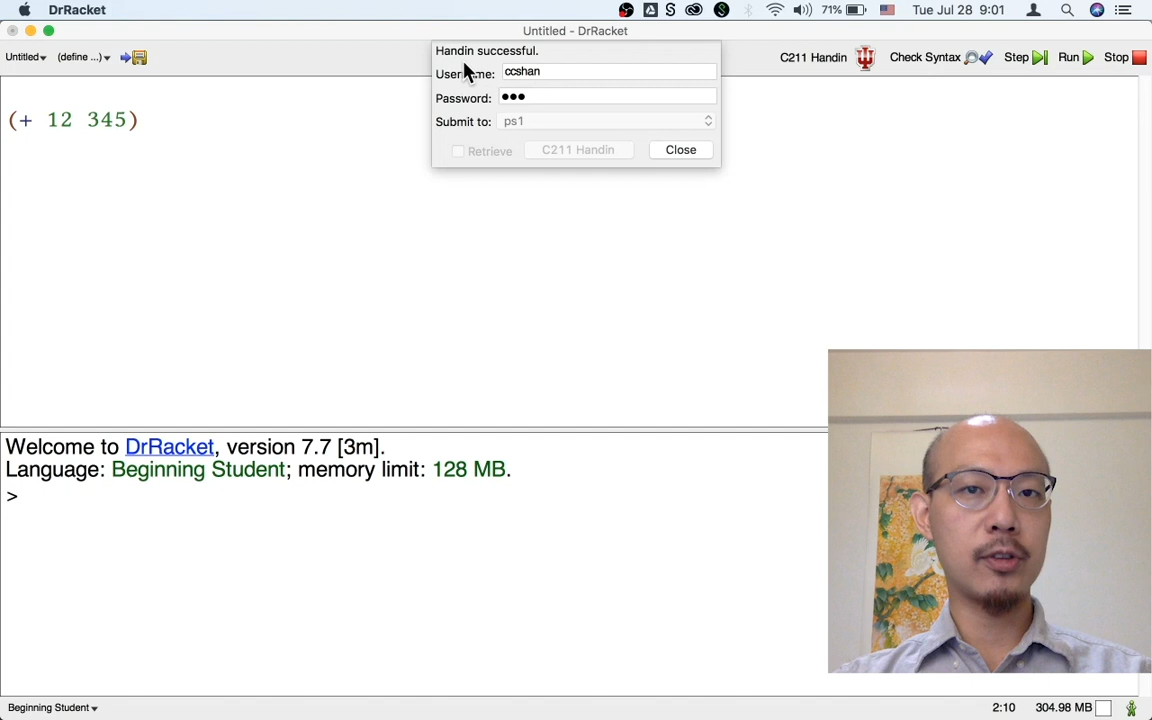 DrRacket
71%
Tue Jul 28 9:01
Untitled - DrRacket
Untitled
(define ...)
C211 Handin
Check Syntax
Step
Run
Stop
Handin successful.
Username:
ccshan
Password:
●●●
Submit to:
ps1
Retrieve
C211 Handin
Close
(+ 12 345)
Welcome to DrRacket, version 7.7 [3m].
Language: Beginning Student; memory limit: 128 MB.
>
Beginning Student
2:10
304.98 MB